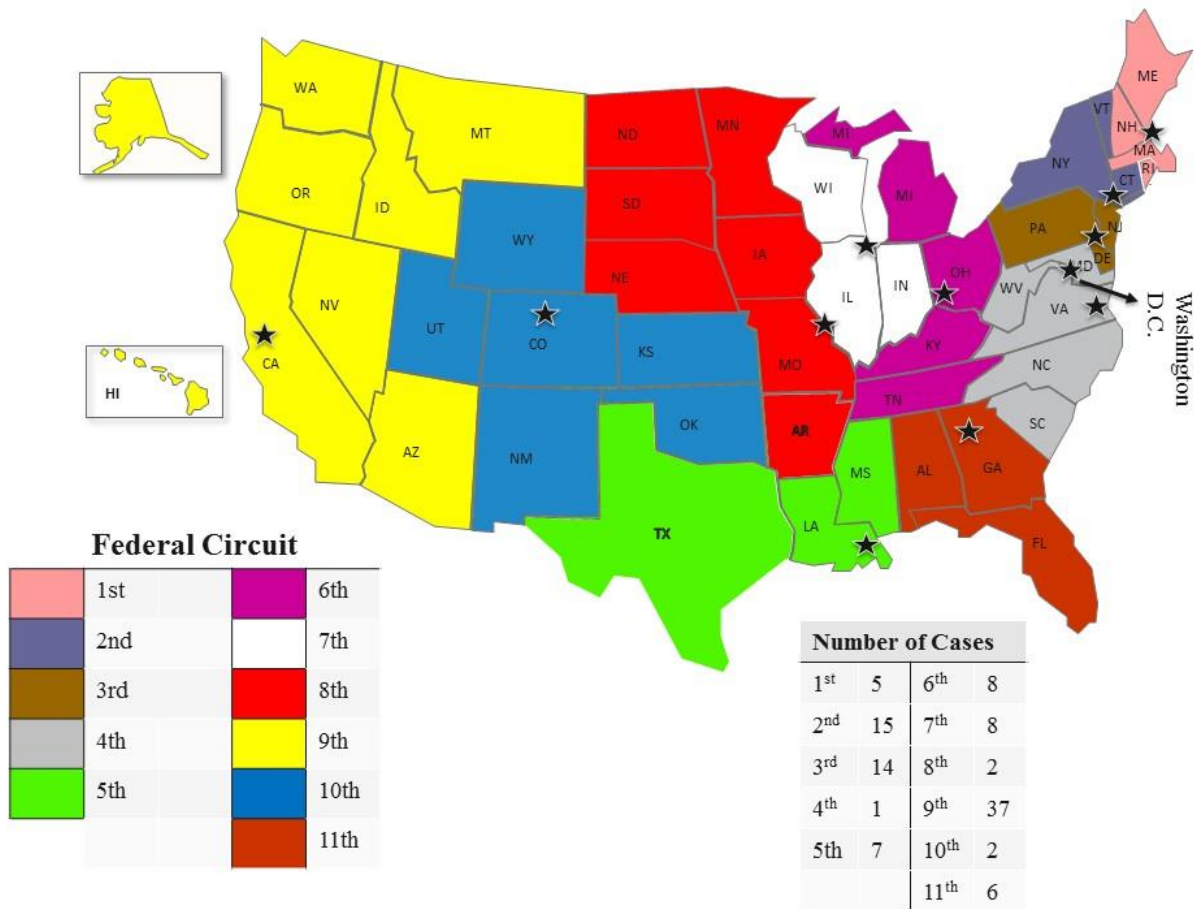 ME
WA
MT
ND
MN
VT
NH
MI
MA
NY
RI
CT
OR
ID
WI
MI
SD
WY
PA
NJ
IA
NE
OH
MD
DE
NV
IL
IN
WV
UT
VA
Washington
D.C.
CO
KS
CA
MO
KY
HI
NC
TN
OK
AR
SC
AZ
NM
MS
AL
GA
LA
TX
FL
Federal Circuit
1st 6th
2nd 7th
3rd 8th
4th 9th
5th 10th
11th
Number of Cases
1st 5 6th 8
2nd 15 7th 8
3rd 14 8th 2
4th 1 9th 37
5th 7 10th 2
11th 6